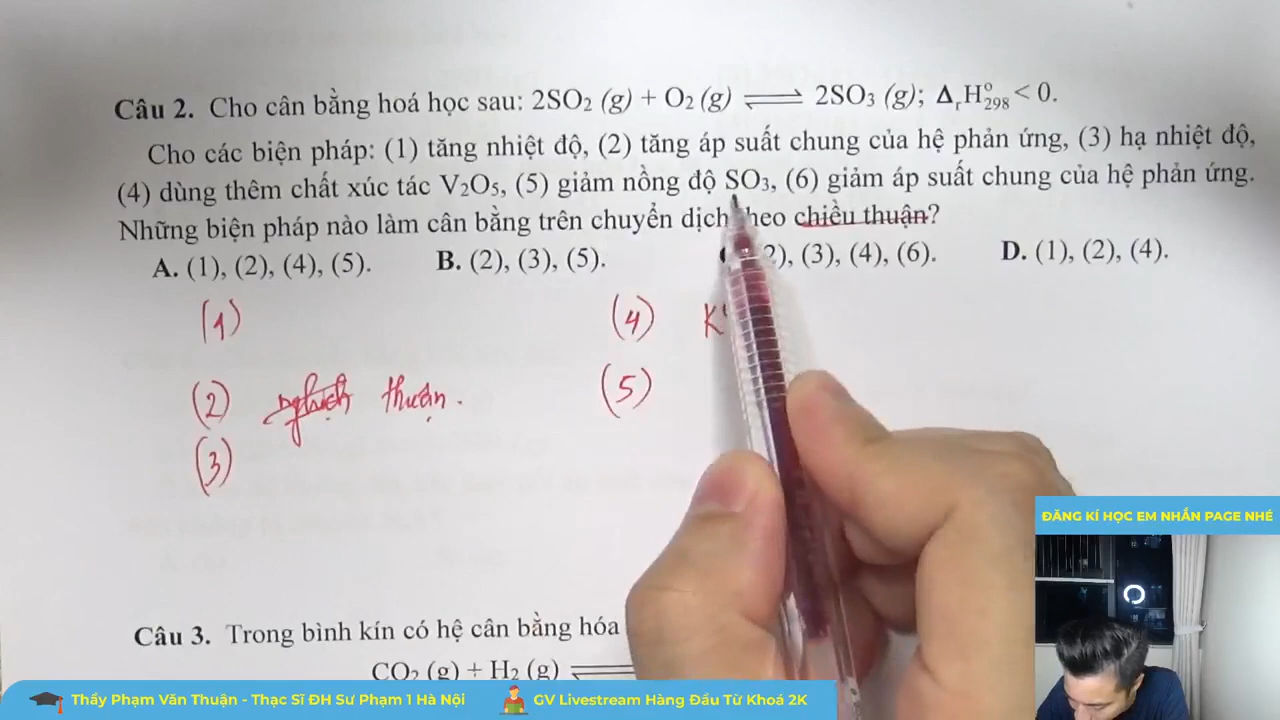 Câu 2. Cho cân bằng hoá học sau: 2SO₂ (g) + O₂ (g) ⇌ 2SO₃ (g); ΔᵣH°₂₉₈ < 0.
Cho các biện pháp: (1) tăng nhiệt độ, (2) tăng áp suất chung của hệ phản ứng, (3) hạ nhiệt độ,
(4) dùng thêm chất xúc tác V₂O₅, (5) giảm nồng độ SO₃, (6) giảm áp suất chung của hệ phản ứng.
Những biện pháp nào làm cân bằng trên chuyển dịch theo chiều thuận?
A. (1), (2), (4), (5). B. (2), (3), (5). (3), (4), (6). D. (1), (2), (4).
(1) (4) K
(2) nghịch thuận. (5)
(3)
Câu 3. Trong bình kín có hệ cân bằng hóa
CO₂ (g) + H₂ (g)
ĐĂNG KÍ HỌC EM NHẮN PAGE NHÉ
Thầy Phạm Văn Thuận - Thạc Sĩ ĐH Sư Phạm 1 Hà Nội GV Livestream Hàng Đầu Từ Khoá 2K